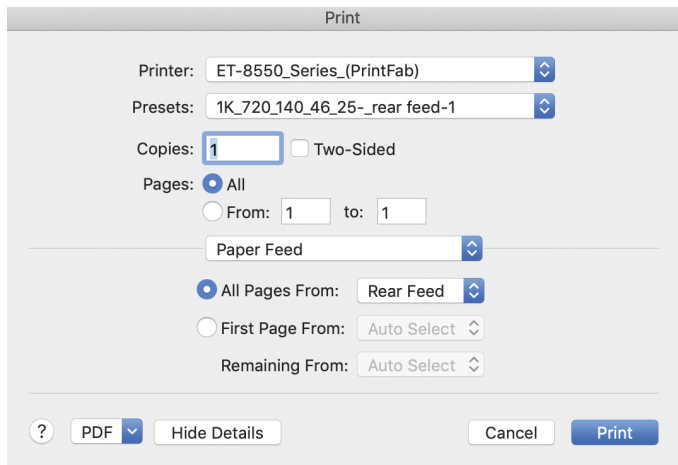 Print
Printer: ET-8550_Series_(PrintFab)
Presets: 1K_720_140_46_25-_rear feed-1
Copies: 1 Two-Sided
Pages: All
From: 1 to: 1
Paper Feed
All Pages From: Rear Feed
First Page From: Auto Select
Remaining From: Auto Select
? PDF Hide Details Cancel Print